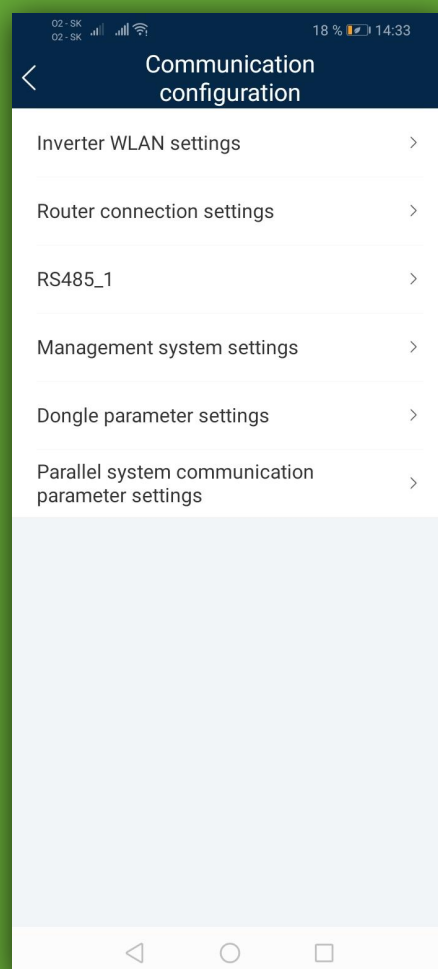 O2 - SK
O2 - SK
18 % 14:33
Communication
configuration
Inverter WLAN settings
Router connection settings
RS485_1
Management system settings
Dongle parameter settings
Parallel system communication
parameter settings